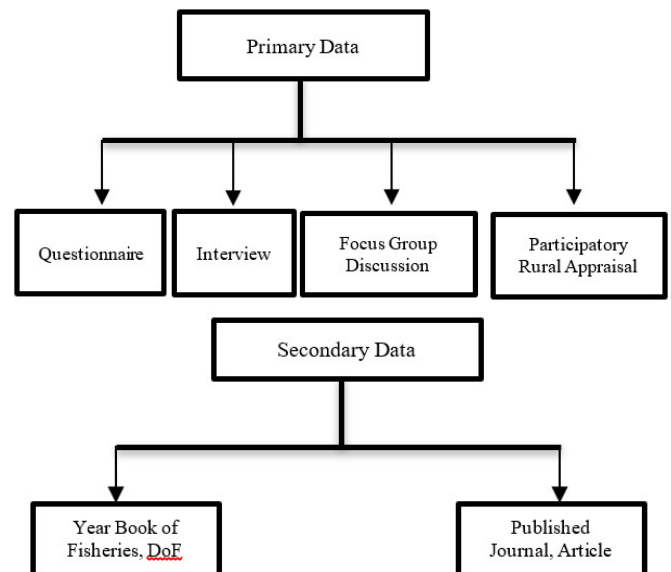 Primary Data
Questionnaire
Interview
Focus Group
Discussion
Participatory
Rural Appraisal
Secondary Data
Year Book of
Fisheries, DoF
Published
Journal, Article